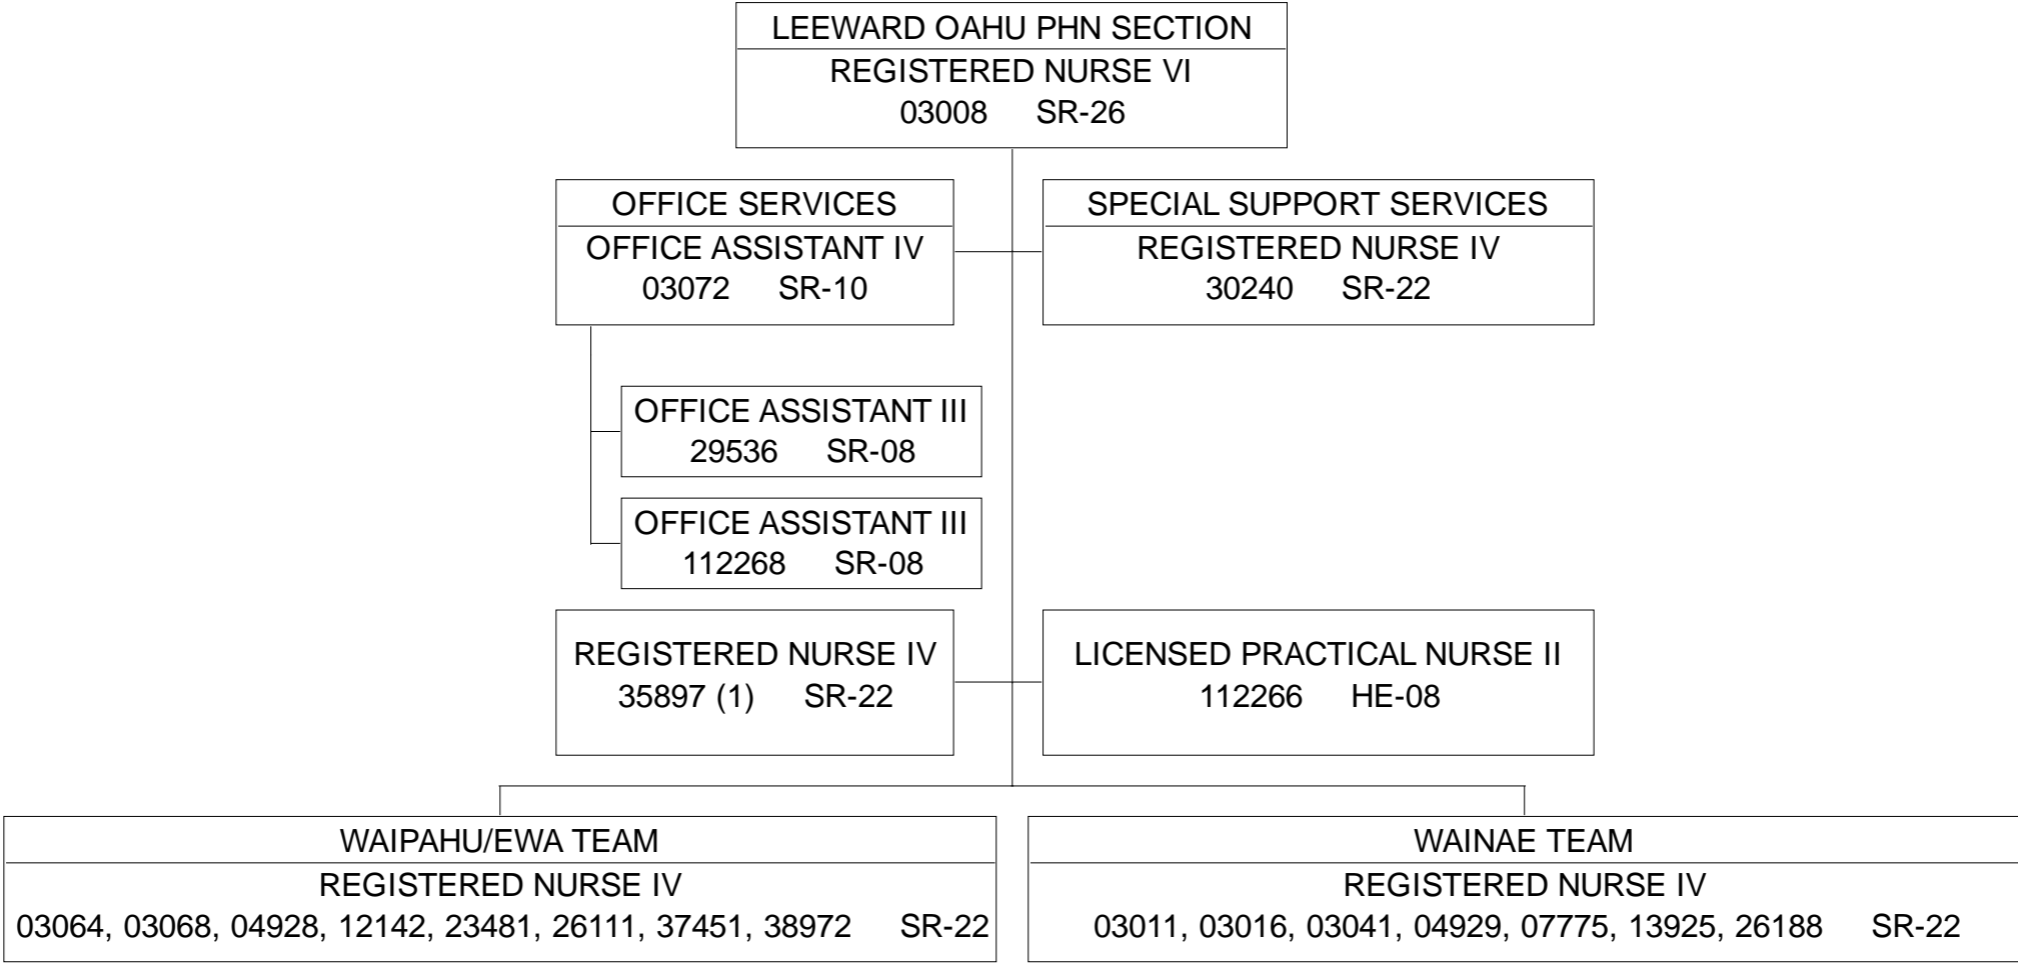 LEEWARD OAHU PHN SECTION
REGISTERED NURSE VI
03008 SR-26
OFFICE SERVICES
OFFICE ASSISTANT IV
03072 SR-10
SPECIAL SUPPORT SERVICES
REGISTERED NURSE IV
30240 SR-22
OFFICE ASSISTANT III
29536 SR-08
OFFICE ASSISTANT III
112268 SR-08
REGISTERED NURSE IV
35897 (1) SR-22
LICENSED PRACTICAL NURSE II
112266 HE-08
WAIPAHU/EWA TEAM
REGISTERED NURSE IV
03064, 03068, 04928, 12142, 23481, 26111, 37451, 38972 SR-22
WAINAE TEAM
REGISTERED NURSE IV
03011, 03016, 03041, 04929, 07775, 13925, 26188 SR-22